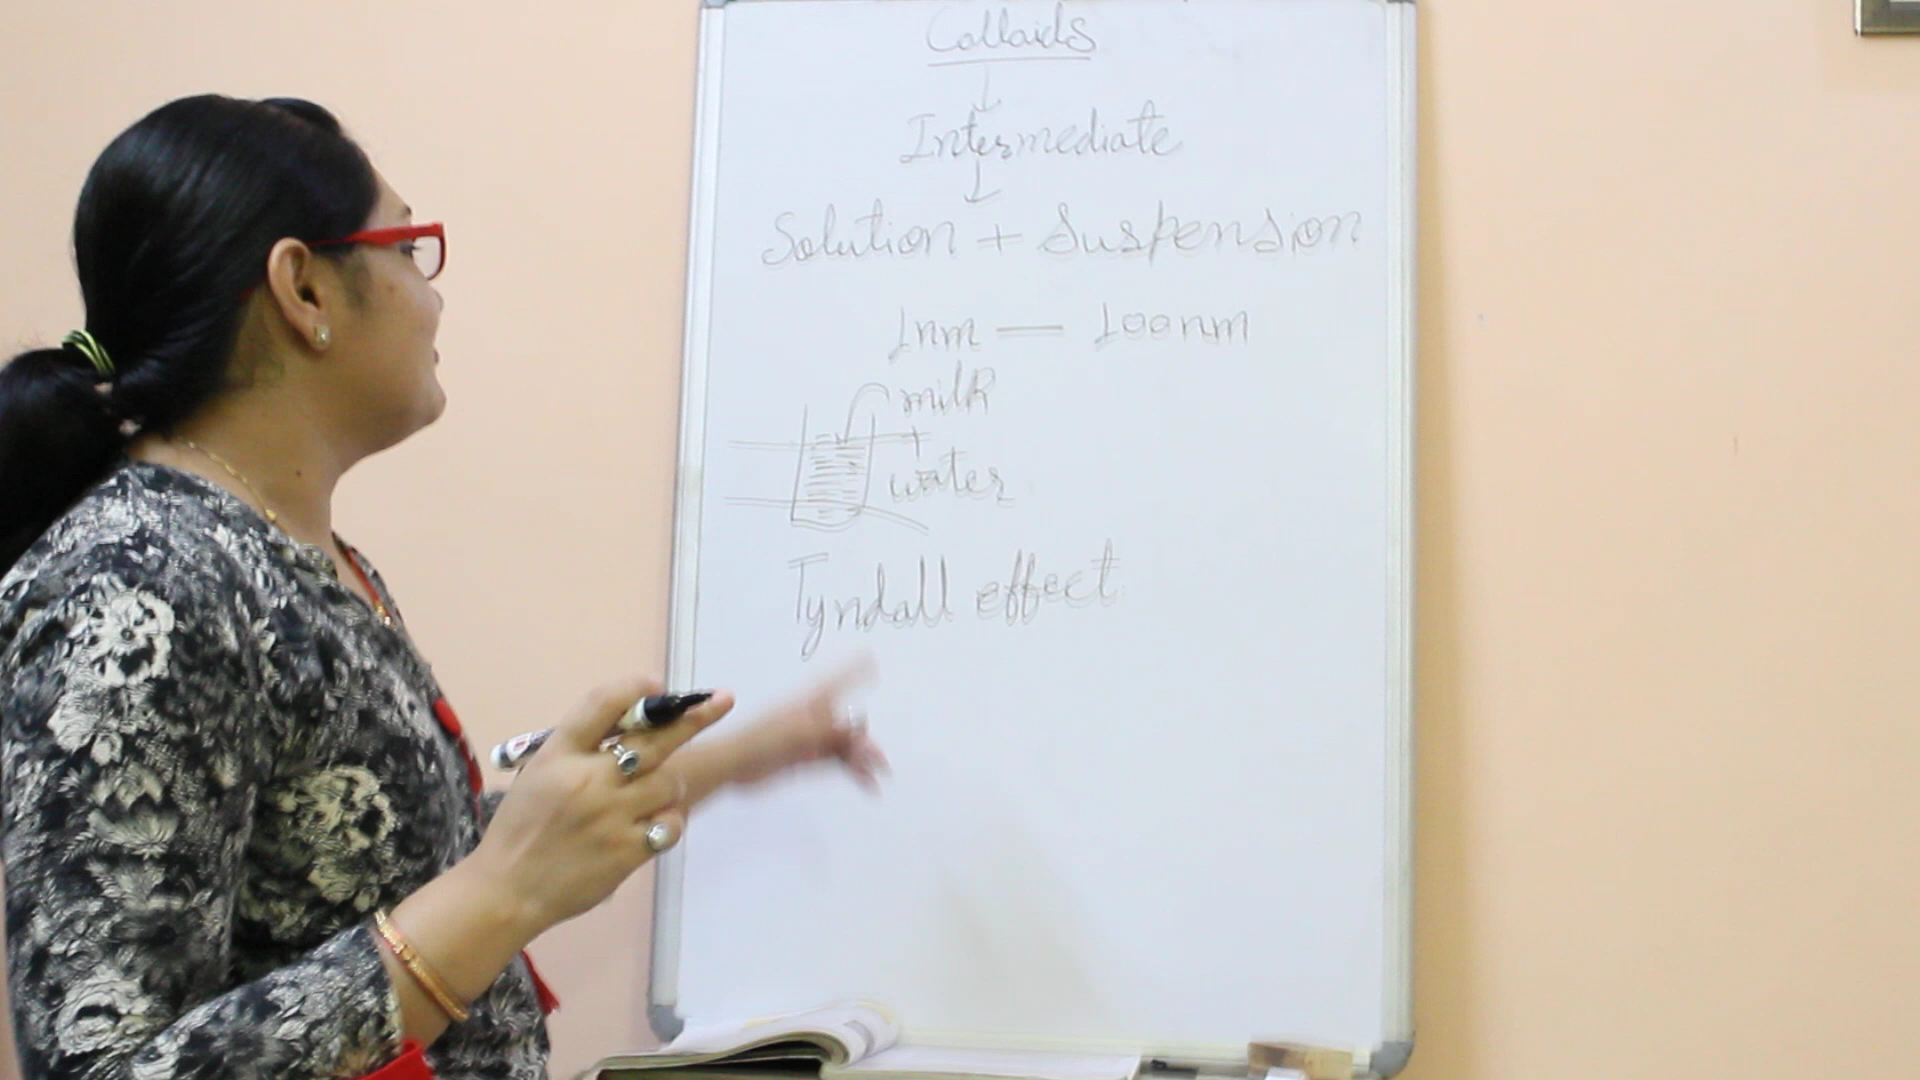 Colloids
Intermediate
Solution + Suspension
1nm — 100nm
milk
+
water
Tyndall effect